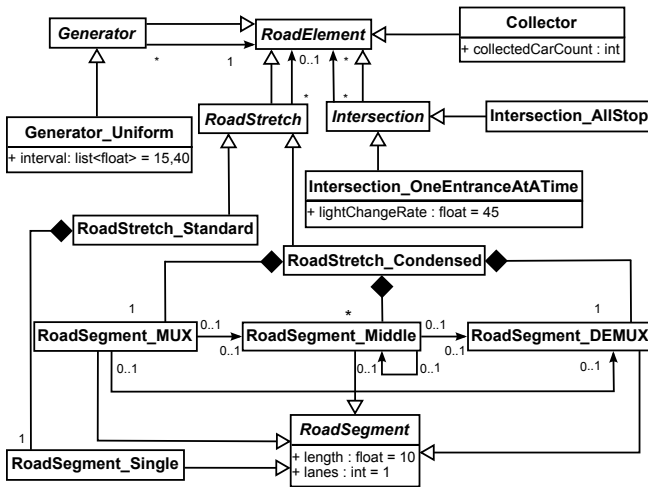 Generator
RoadElement
Collector
+ collectedCarCount : int
* 1 0..1 *
* *
RoadStretch
Intersection
Intersection_AllStop
Generator_Uniform
+ interval: list<float> = 15,40
Intersection_OneEntranceAtATime
+ lightChangeRate : float = 45
RoadStretch_Standard
RoadStretch_Condensed
1 * 1
RoadSegment_MUX
0..1 0..1
RoadSegment_Middle
0..1 0..1
RoadSegment_DEMUX
0..1 0..1 0..1 0..1
RoadSegment
+ length : float = 10
+ lanes : int = 1
1
RoadSegment_Single